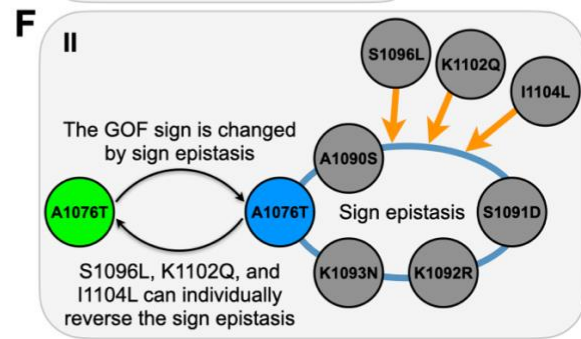 F
II
S1096L
K1102Q
I1104L
The GOF sign is changed
by sign epistasis
A1090S
A1076T
A1076T
Sign epistasis
S1091D
S1096L, K1102Q, and
I1104L can individually
reverse the sign epistasis
K1093N
K1092R